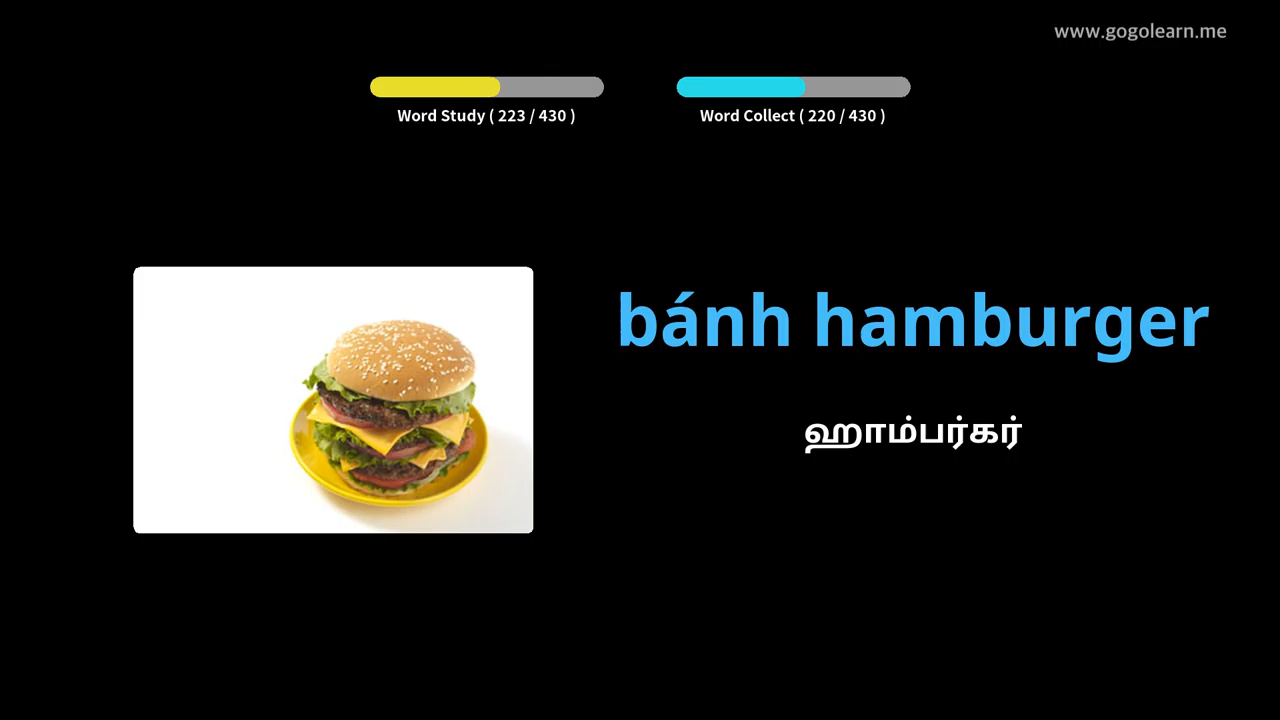 www.gogolearn.me
Word Study ( 223 / 430 )
Word Collect ( 220 / 430 )
bánh hamburger
ஹாம்பர்கர்